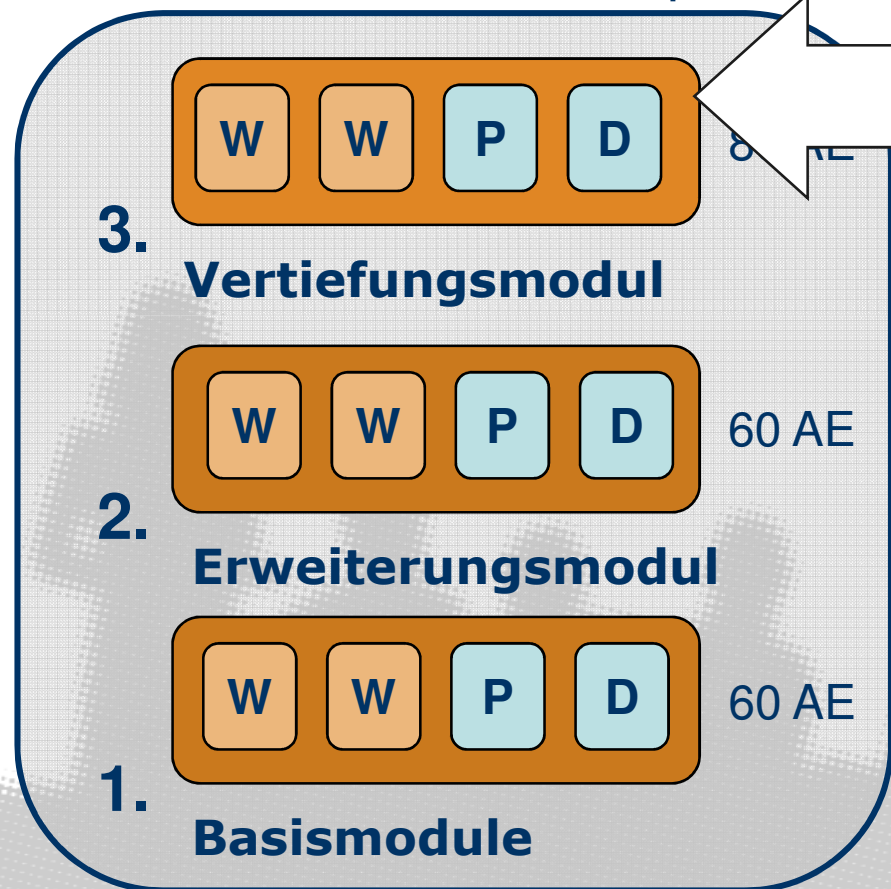 W W P D
3.
Vertiefungsmodul
W W P D 60 AE
2.
Erweiterungsmodul
W W P D 60 AE
1.
Basismodule